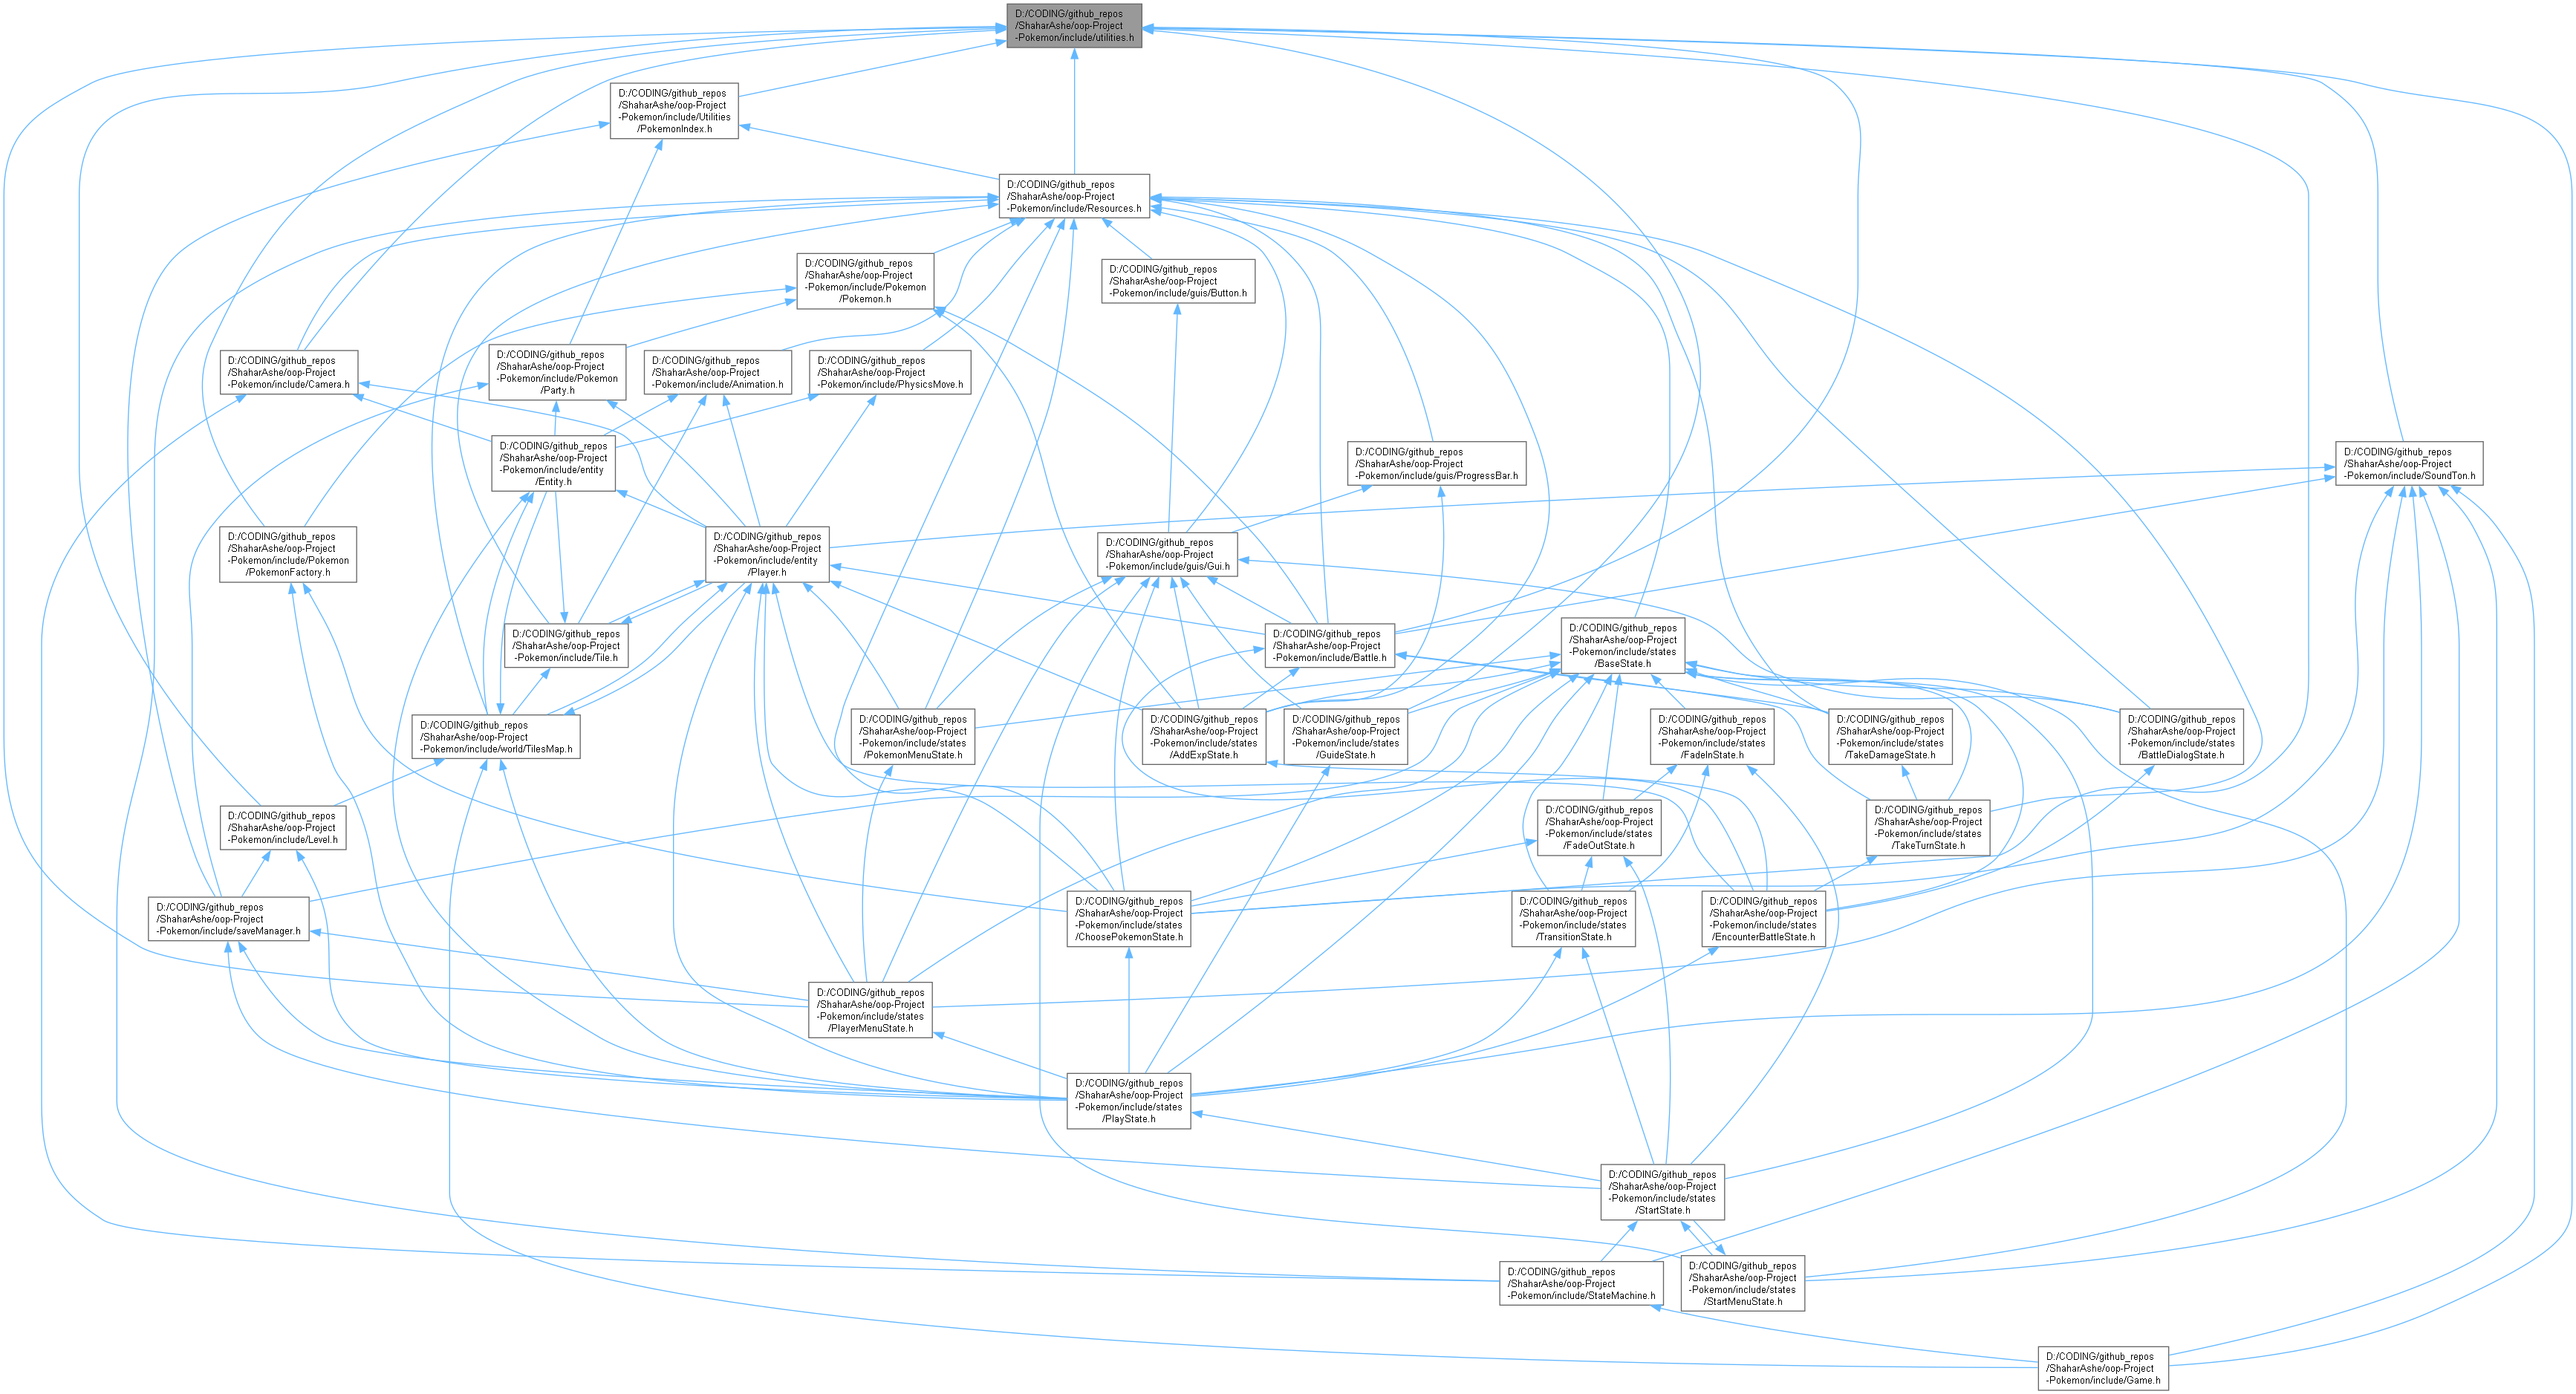 D:/CODING/github_repos
/ShaharAshe/oop-Project
-Pokemon/include/utilities.h
D:/CODING/github_repos
/ShaharAshe/oop-Project
-Pokemon/include/Utilities
/PokemonIndex.h
D:/CODING/github_repos
/ShaharAshe/oop-Project
-Pokemon/include/Resources.h
D:/CODING/github_repos
/ShaharAshe/oop-Project
-Pokemon/include/Pokemon
/Pokemon.h
D:/CODING/github_repos
/ShaharAshe/oop-Project
-Pokemon/include/guis/Button.h
D:/CODING/github_repos
/ShaharAshe/oop-Project
-Pokemon/include/Camera.h
D:/CODING/github_repos
/ShaharAshe/oop-Project
-Pokemon/include/Pokemon
/Party.h
D:/CODING/github_repos
/ShaharAshe/oop-Project
-Pokemon/include/Animation.h
D:/CODING/github_repos
/ShaharAshe/oop-Project
-Pokemon/include/PhysicsMove.h
D:/CODING/github_repos
/ShaharAshe/oop-Project
-Pokemon/include/entity
/Entity.h
D:/CODING/github_repos
/ShaharAshe/oop-Project
-Pokemon/include/guis/ProgressBar.h
D:/CODING/github_repos
/ShaharAshe/oop-Project
-Pokemon/include/SoundTon.h
D:/CODING/github_repos
/ShaharAshe/oop-Project
-Pokemon/include/Pokemon
/PokemonFactory.h
D:/CODING/github_repos
/ShaharAshe/oop-Project
-Pokemon/include/entity
/Player.h
D:/CODING/github_repos
/ShaharAshe/oop-Project
-Pokemon/include/guis/Gui.h
D:/CODING/github_repos
/ShaharAshe/oop-Project
-Pokemon/include/Tile.h
D:/CODING/github_repos
/ShaharAshe/oop-Project
-Pokemon/include/Battle.h
D:/CODING/github_repos
/ShaharAshe/oop-Project
-Pokemon/include/states
/BaseState.h
D:/CODING/github_repos
/ShaharAshe/oop-Project
-Pokemon/include/world/TilesMap.h
D:/CODING/github_repos
/ShaharAshe/oop-Project
-Pokemon/include/states
/PokemonMenuState.h
D:/CODING/github_repos
/ShaharAshe/oop-Project
-Pokemon/include/states
/AddExpState.h
D:/CODING/github_repos
/ShaharAshe/oop-Project
-Pokemon/include/states
/GuideState.h
D:/CODING/github_repos
/ShaharAshe/oop-Project
-Pokemon/include/states
/FadeInState.h
D:/CODING/github_repos
/ShaharAshe/oop-Project
-Pokemon/include/states
/TakeDamageState.h
D:/CODING/github_repos
/ShaharAshe/oop-Project
-Pokemon/include/states
/BattleDialogState.h
D:/CODING/github_repos
/ShaharAshe/oop-Project
-Pokemon/include/Level.h
D:/CODING/github_repos
/ShaharAshe/oop-Project
-Pokemon/include/states
/FadeOutState.h
D:/CODING/github_repos
/ShaharAshe/oop-Project
-Pokemon/include/states
/TakeTurnState.h
D:/CODING/github_repos
/ShaharAshe/oop-Project
-Pokemon/include/saveManager.h
D:/CODING/github_repos
/ShaharAshe/oop-Project
-Pokemon/include/states
/ChoosePokemonState.h
D:/CODING/github_repos
/ShaharAshe/oop-Project
-Pokemon/include/states
/TransitionState.h
D:/CODING/github_repos
/ShaharAshe/oop-Project
-Pokemon/include/states
/EncounterBattleState.h
D:/CODING/github_repos
/ShaharAshe/oop-Project
-Pokemon/include/states
/PlayerMenuState.h
D:/CODING/github_repos
/ShaharAshe/oop-Project
-Pokemon/include/states
/PlayState.h
D:/CODING/github_repos
/ShaharAshe/oop-Project
-Pokemon/include/states
/StartState.h
D:/CODING/github_repos
/ShaharAshe/oop-Project
-Pokemon/include/StateMachine.h
D:/CODING/github_repos
/ShaharAshe/oop-Project
-Pokemon/include/states
/StartMenuState.h
D:/CODING/github_repos
/ShaharAshe/oop-Project
-Pokemon/include/Game.h